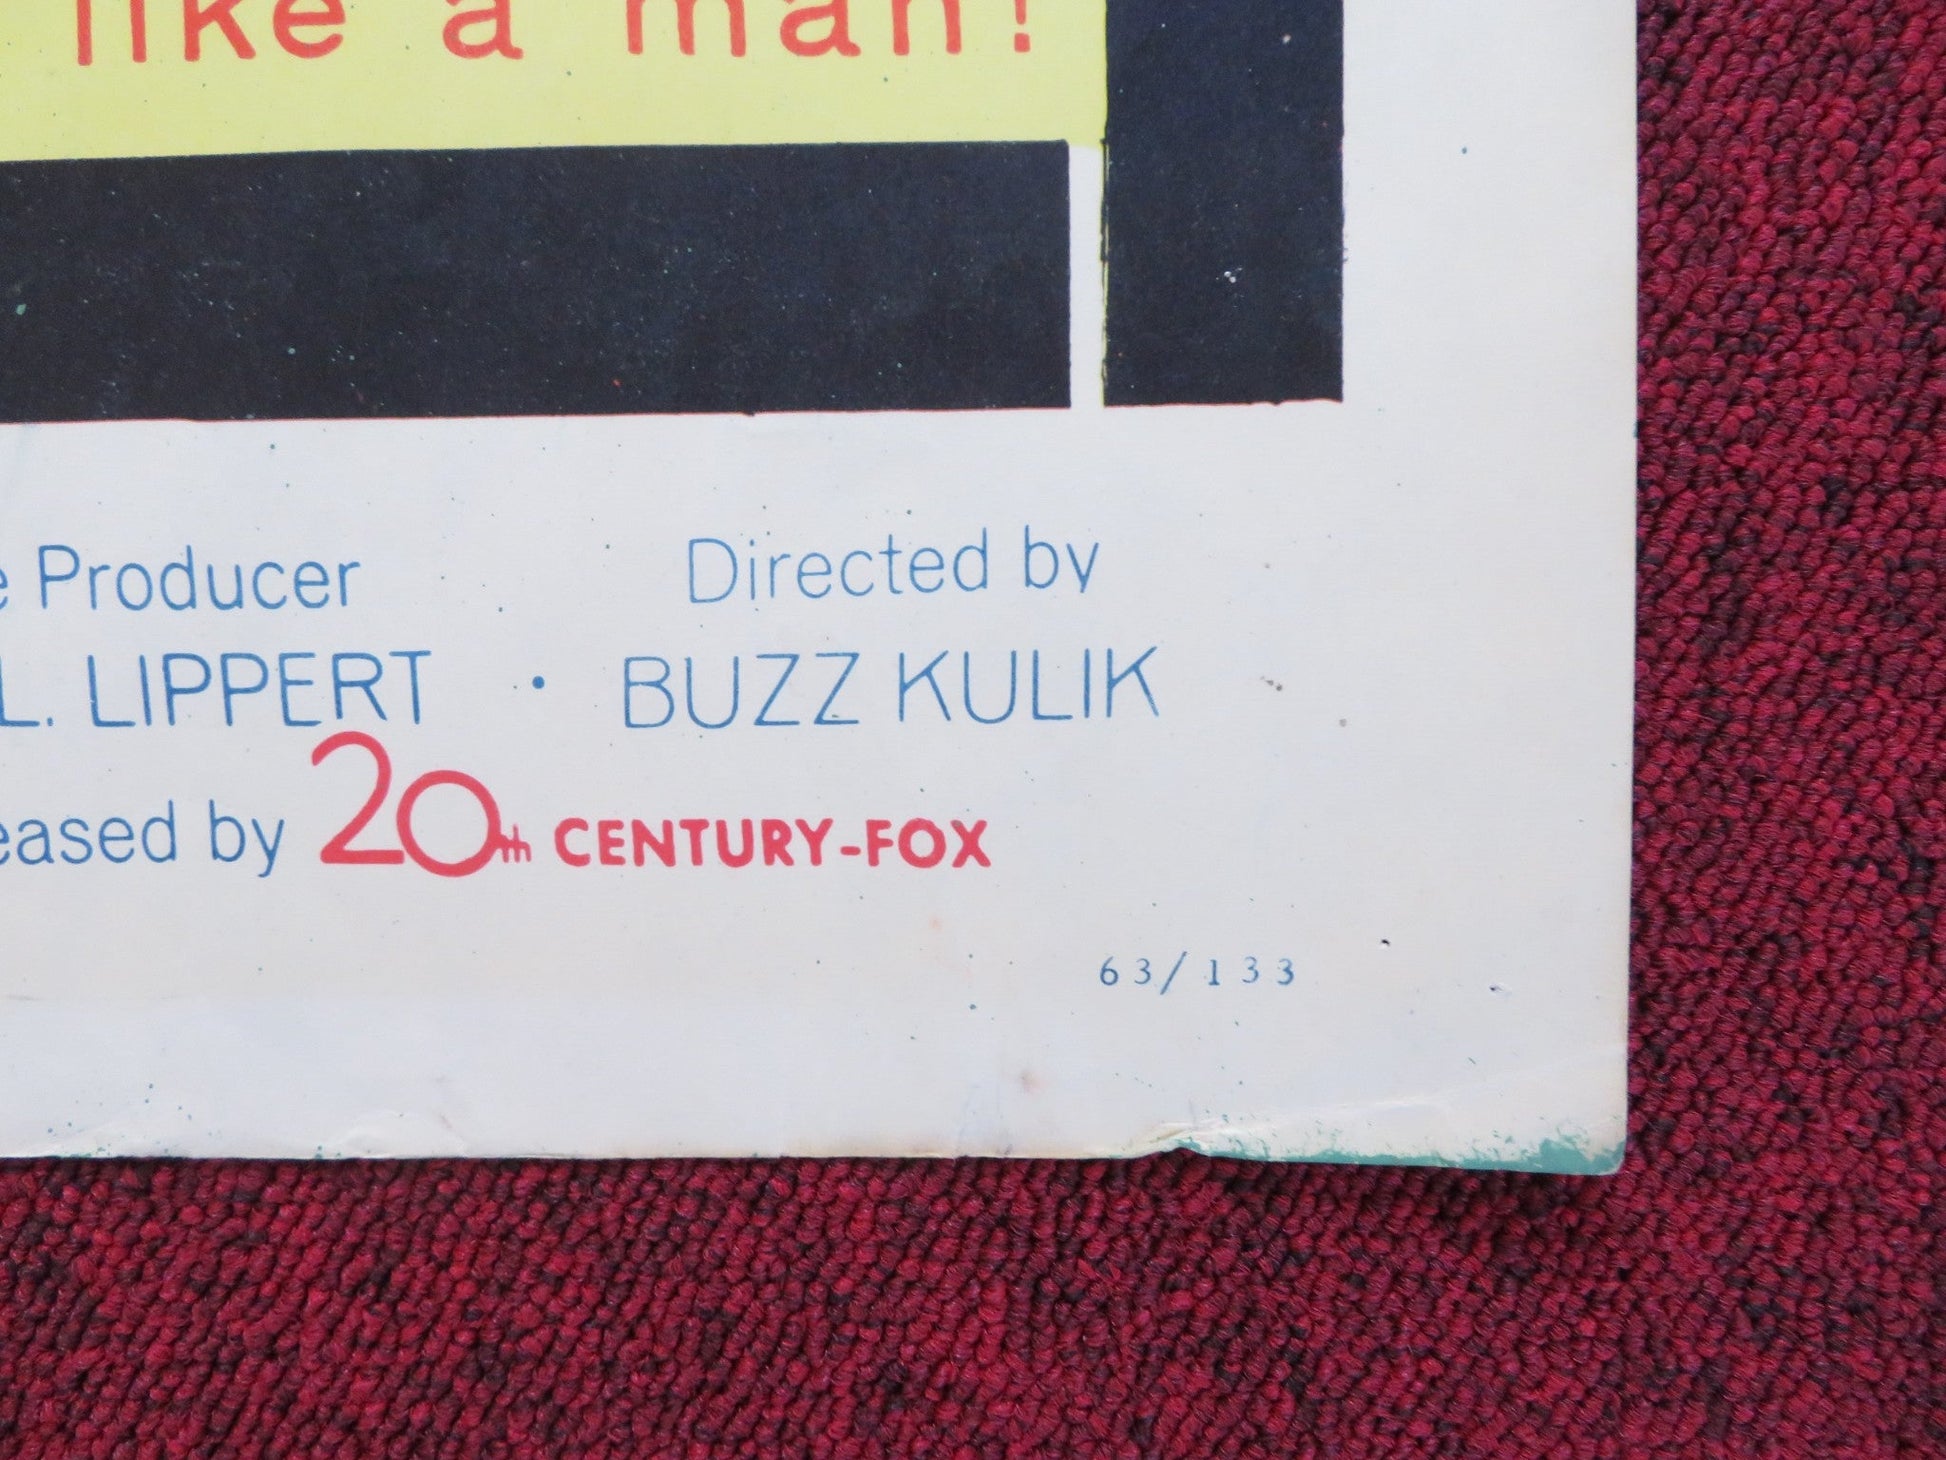 like a man!
e Producer
Directed by
L. LIPPERT · BUZZ KULIK
eased by 20th CENTURY-FOX
63/133